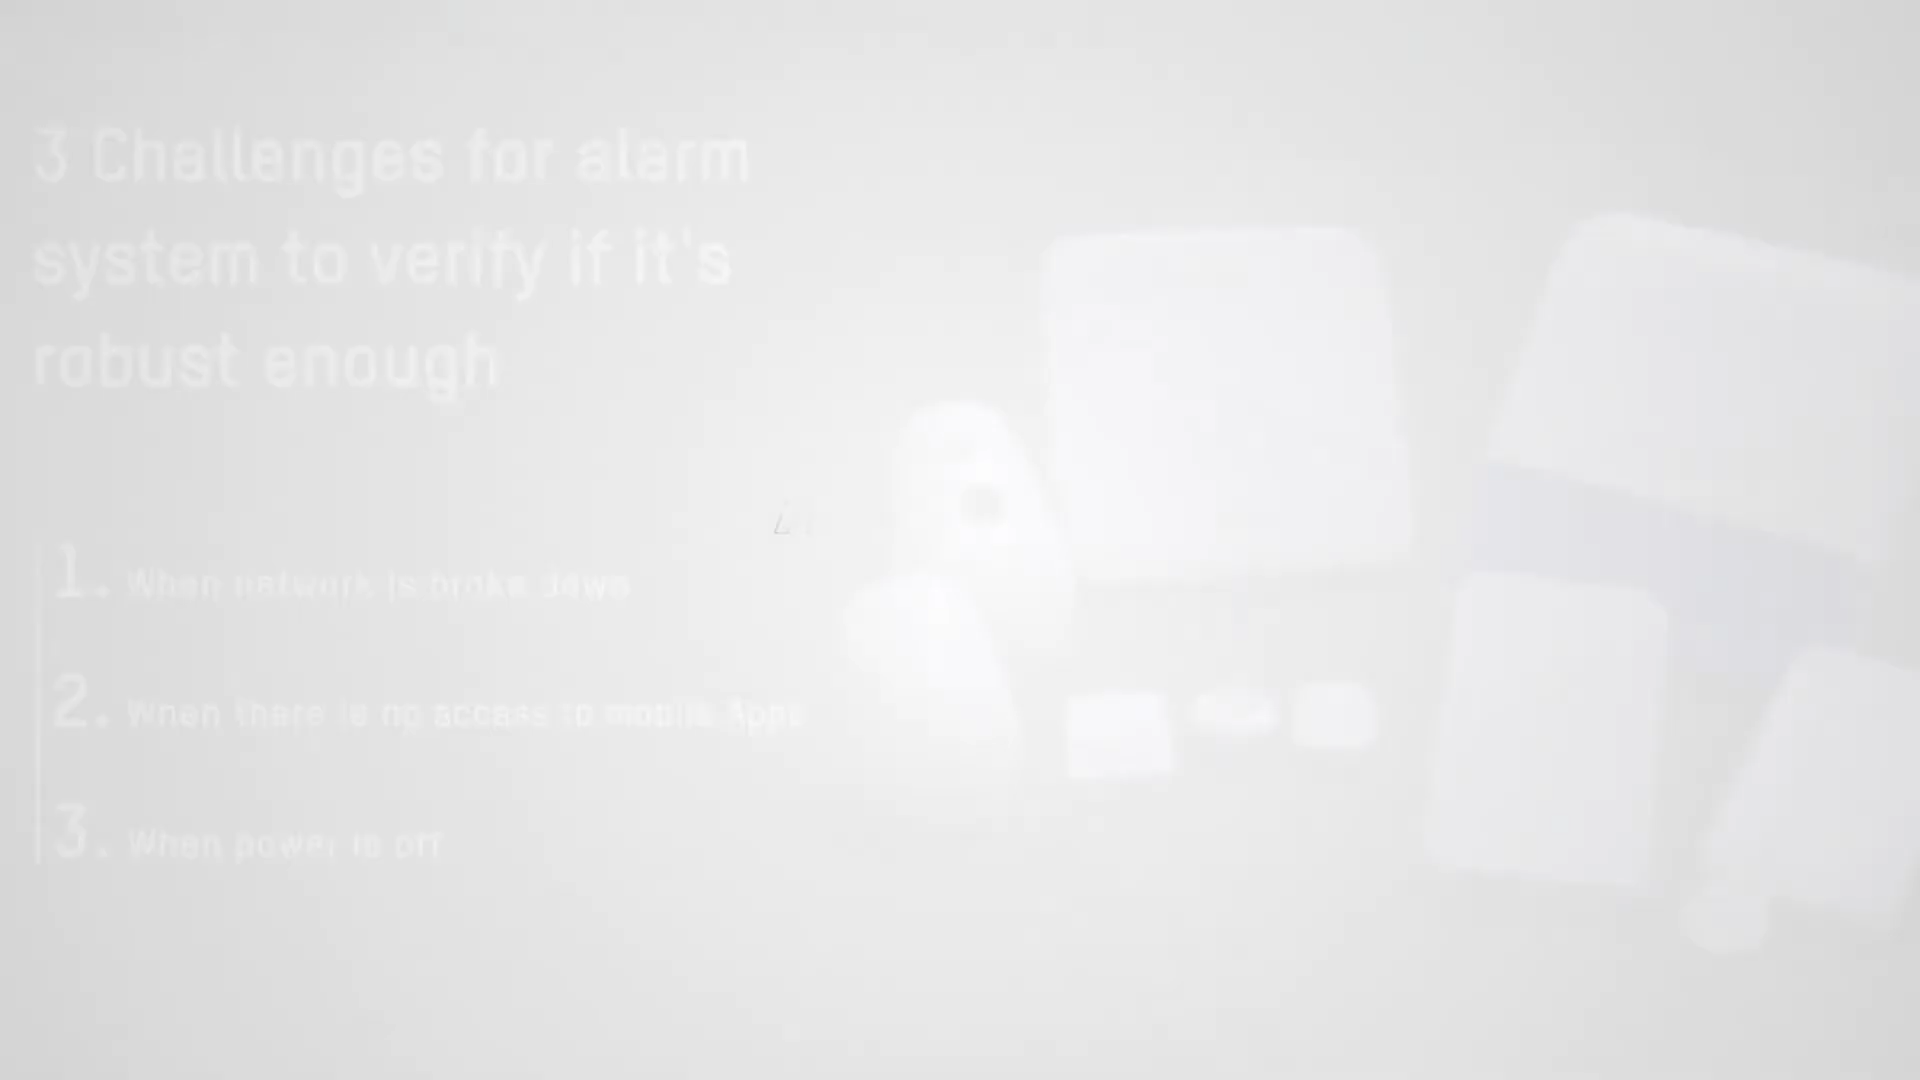 3 Challenges for alarm
system to verify if it's
robust enough
1. When network is broke down
2. When there is no access to mobile Apps
3. When power is off